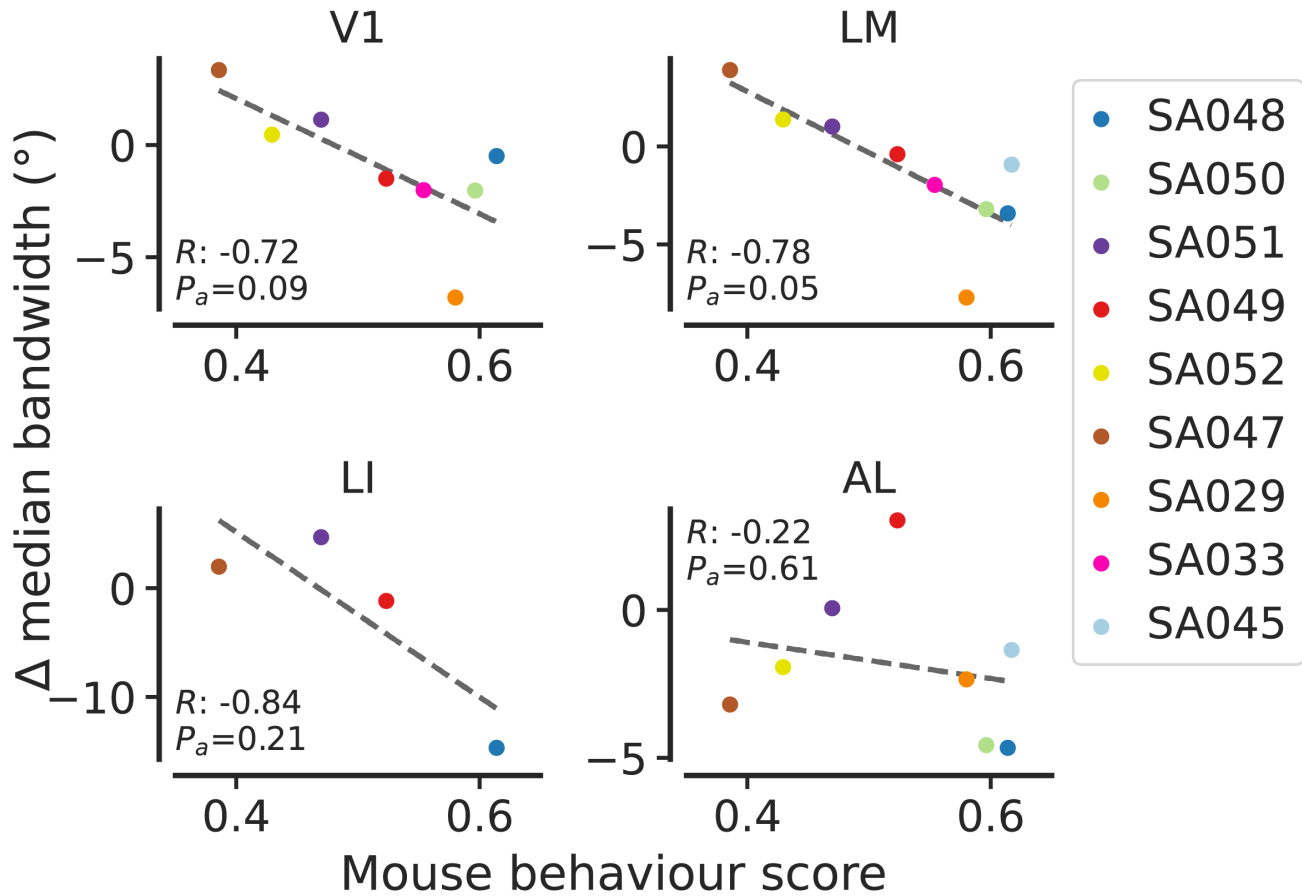 V1
0
−5
R: -0.72
Pₐ=0.09
0.4 0.6
LM
0
−5
R: -0.78
Pₐ=0.05
0.4 0.6
LI
0
−10
R: -0.84
Pₐ=0.21
0.4 0.6
AL
R: -0.22
Pₐ=0.61
0
−5
0.4 0.6
Δ median bandwidth (°)
Mouse behaviour score
SA048
SA050
SA051
SA049
SA052
SA047
SA029
SA033
SA045